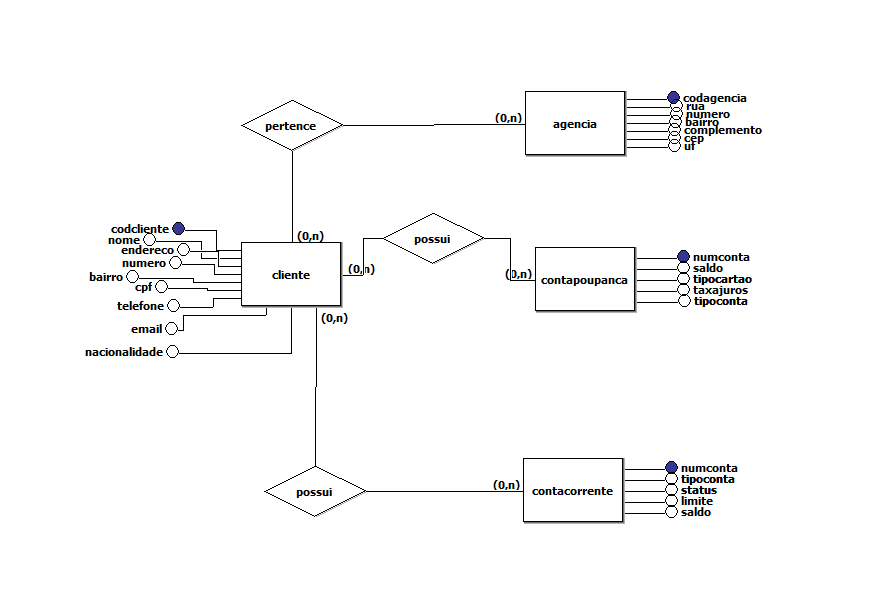 pertence
(0,n)
agencia
codagencia
rua
numero
bairro
complemento
cep
uf
codcliente
nome
endereco
numero
bairro
cpf
telefone
email
nacionalidade
(0,n)
cliente
(0,n)
possui
(0,n)
contapoupanca
numconta
saldo
tipocartao
taxajuros
tipoconta
(0,n)
possui
(0,n)
contacorrente
numconta
tipoconta
status
limite
saldo